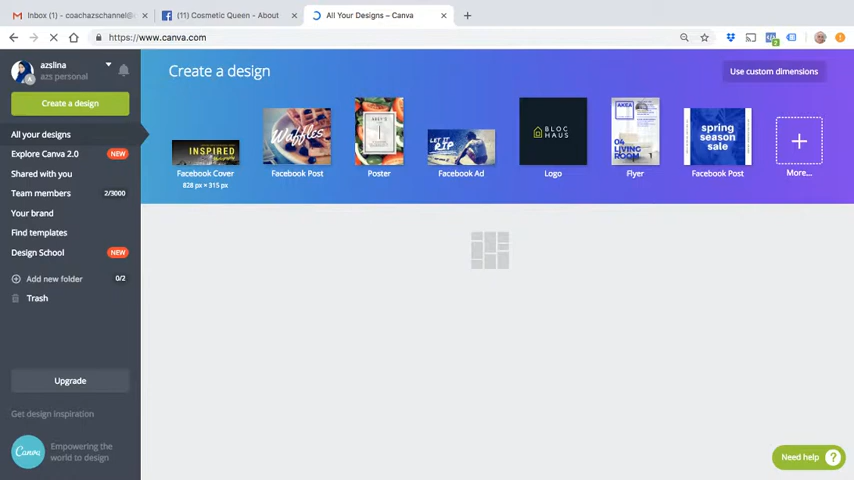 Inbox (1) - coachazschannel@
(11) Cosmetic Queen - About
All Your Designs – Canva
https://www.canva.com
azslina
azs personal
Create a design
All your designs
Explore Canva 2.0
NEW
Shared with you
Team members
2/3000
Your brand
Find templates
Design School
NEW
Add new folder
0/2
Trash
Upgrade
Get design inspiration
Canva
Empowering the
world to design
Create a design
Use custom dimensions
INSPIRED
Waffles
LET IT
RIP
BLOC
HAUS
AKEA
04
LIVING
ROOM
1
spring
season
sale
Facebook Cover
828 px × 315 px
Facebook Post
Poster
Facebook Ad
Logo
Flyer
Facebook Post
More...
Need help
?